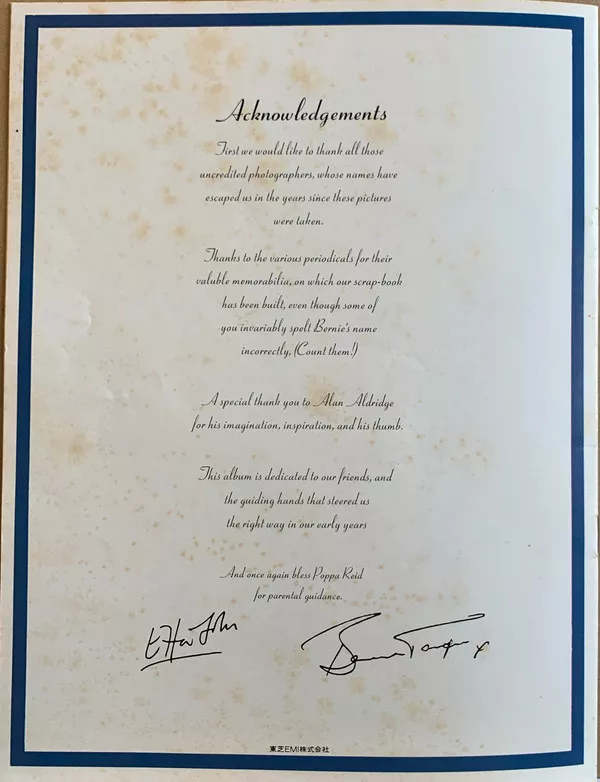 Acknowledgements
First we would like to thank all those
uncredited photographers, whose names have
escaped us in the years since these pictures
were taken.
Thanks to the various periodicals for their
valuble memorabilia, on which our scrap-book
has been built, even though some of
you invariably spelt Bernie's name
incorrectly, (Count them!)
A special thank you to Alan Aldridge
for his imagination, inspiration, and his thumb.
This album is dedicated to our friends, and
the guiding hands that steered us
the right way in our early years
And once again bless Poppa Reid
for parental guidance.
Elton John
Bernie Taupin x
東芝EMI株式会社